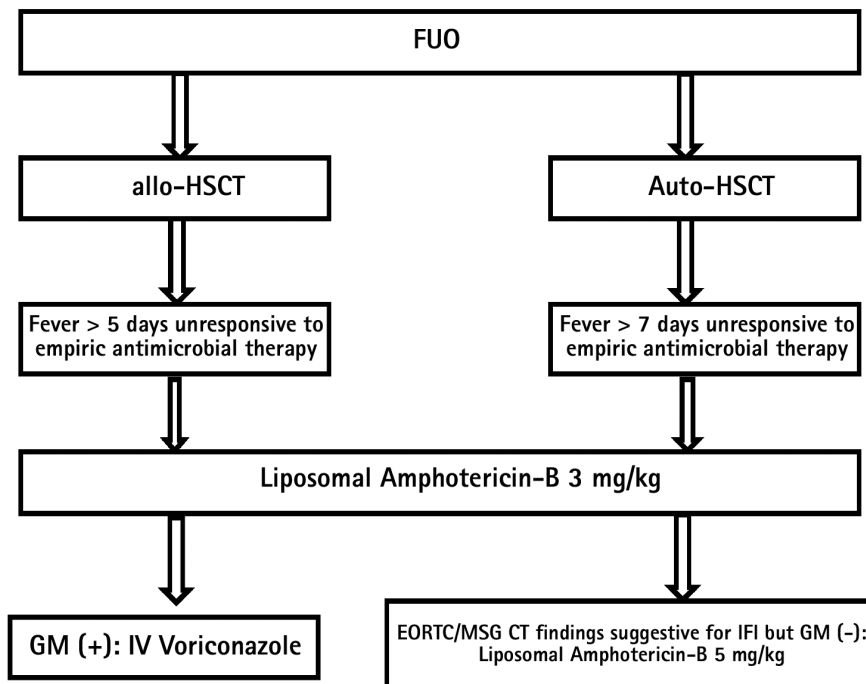 FUO
allo-HSCT
Auto-HSCT
Fever > 5 days unresponsive to
empiric antimicrobial therapy
Fever > 7 days unresponsive to
empiric antimicrobial therapy
Liposomal Amphotericin-B 3 mg/kg
GM (+): IV Voriconazole
EORTC/MSG CT findings suggestive for IFI but GM (-):
Liposomal Amphotericin-B 5 mg/kg